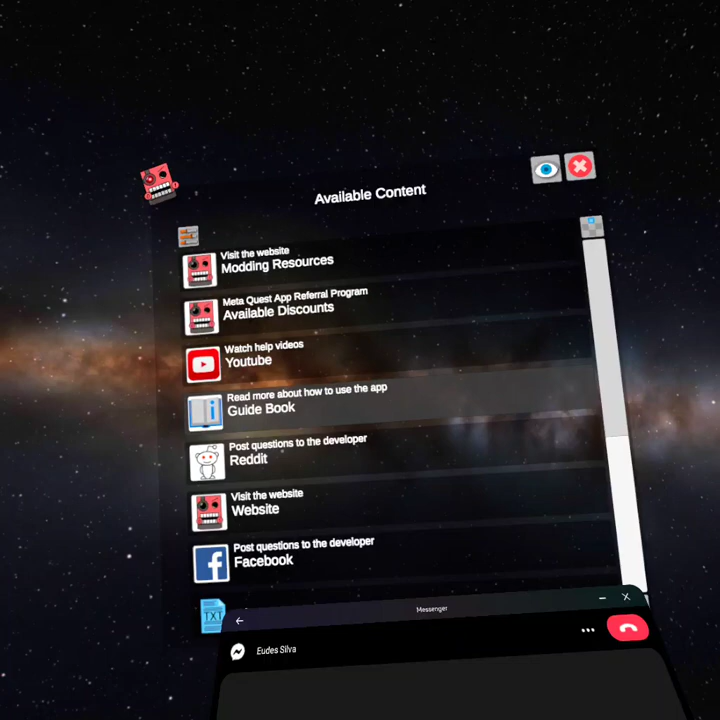 Available Content
Visit the website
Modding Resources
Meta Quest App Referral Program
Available Discounts
Watch help videos
Youtube
Read more about how to use the app
Guide Book
Post questions to the developer
Reddit
Visit the website
Website
Post questions to the developer
Facebook
TXT
Messenger
Eudes Silva